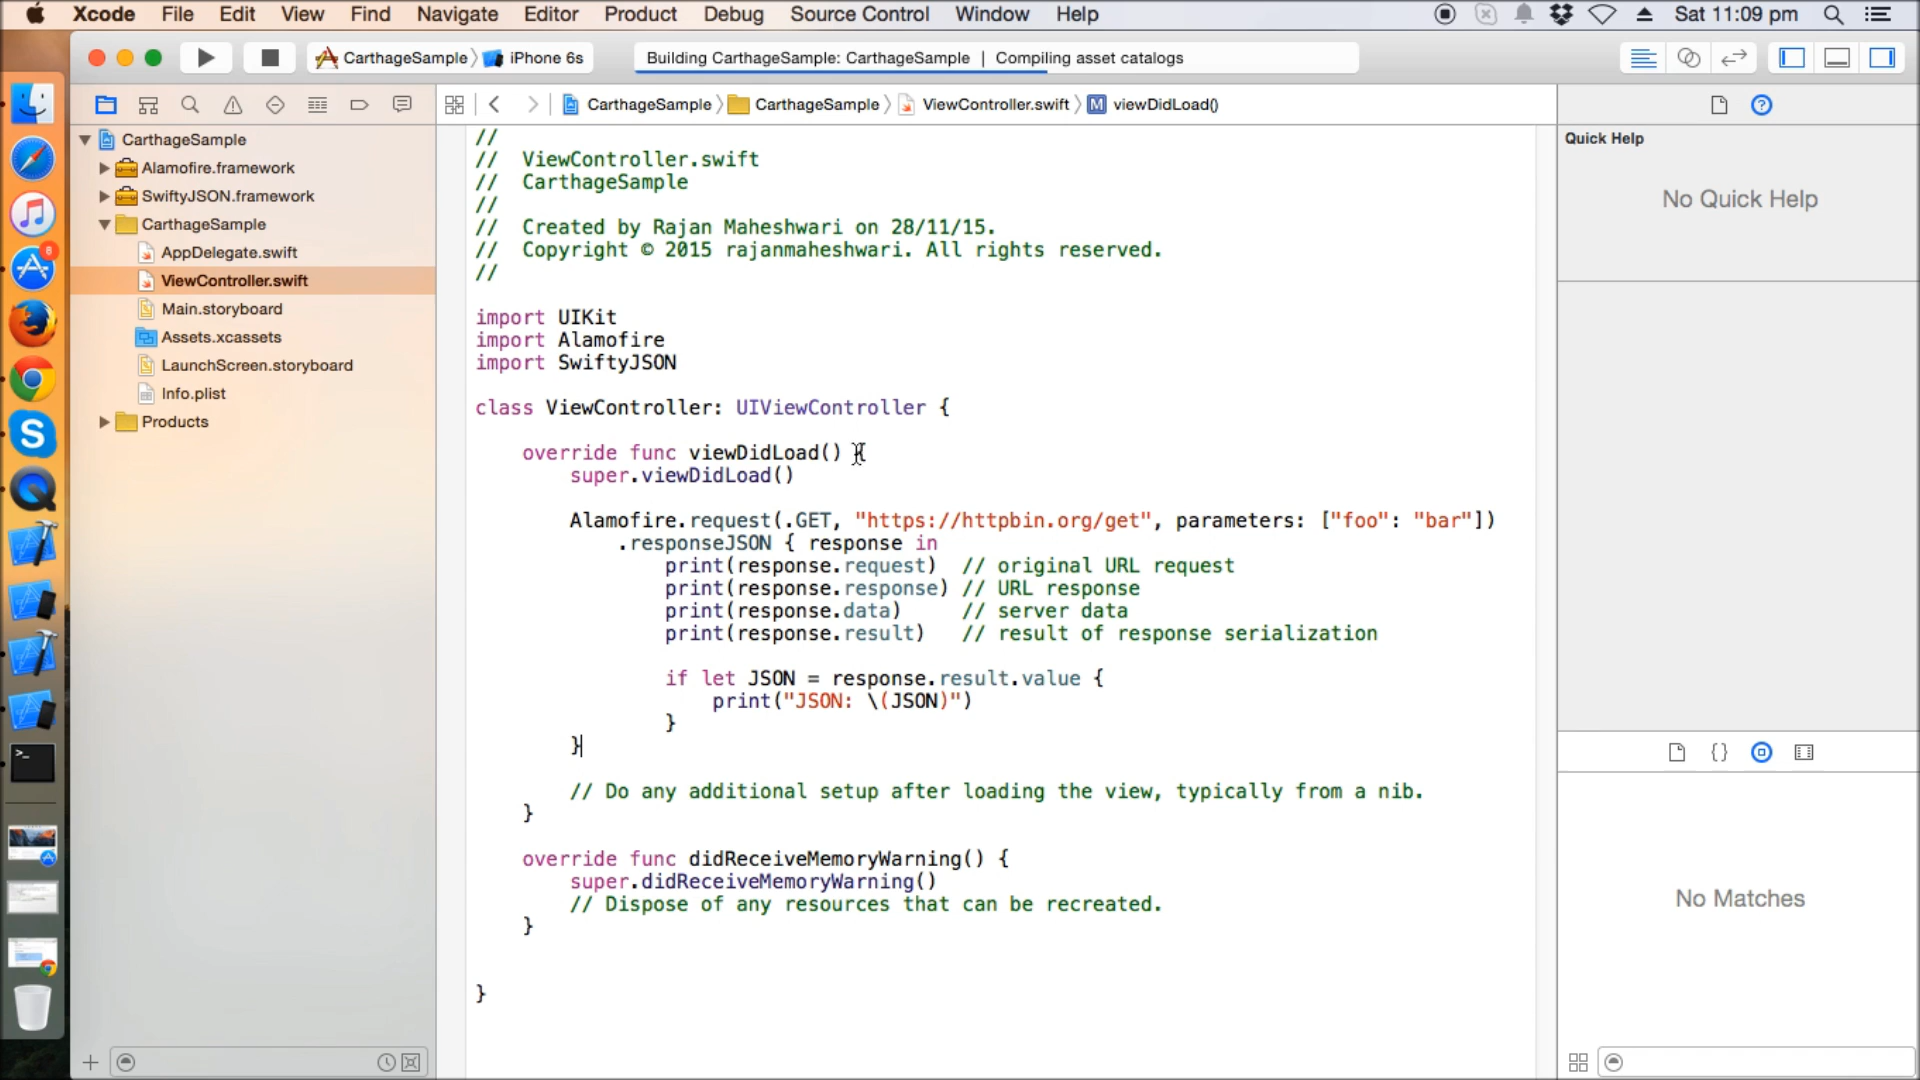 Xcode File Edit View Find Navigate Editor Product Debug Source Control Window Help Sat 11:09 pm
CarthageSample iPhone 6s Building CarthageSample: CarthageSample | Compiling asset catalogs
CarthageSample CarthageSample ViewController.swift M viewDidLoad()
CarthageSample
Alamofire.framework
SwiftyJSON.framework
CarthageSample
AppDelegate.swift
ViewController.swift
Main.storyboard
Assets.xcassets
LaunchScreen.storyboard
Info.plist
Products
8
//
// ViewController.swift
// CarthageSample
//
// Created by Rajan Maheshwari on 28/11/15.
// Copyright © 2015 rajanmaheshwari. All rights reserved.
//
import UIKit
import Alamofire
import SwiftyJSON
class ViewController: UIViewController {
override func viewDidLoad() {
super.viewDidLoad()
Alamofire.request(.GET, "https://httpbin.org/get", parameters: ["foo": "bar"])
.responseJSON { response in
print(response.request) // original URL request
print(response.response) // URL response
print(response.data) // server data
print(response.result) // result of response serialization
if let JSON = response.result.value {
print("JSON: \(JSON)")
}
}
// Do any additional setup after loading the view, typically from a nib.
}
override func didReceiveMemoryWarning() {
super.didReceiveMemoryWarning()
// Dispose of any resources that can be recreated.
}
}
Quick Help
No Quick Help
{}
No Matches